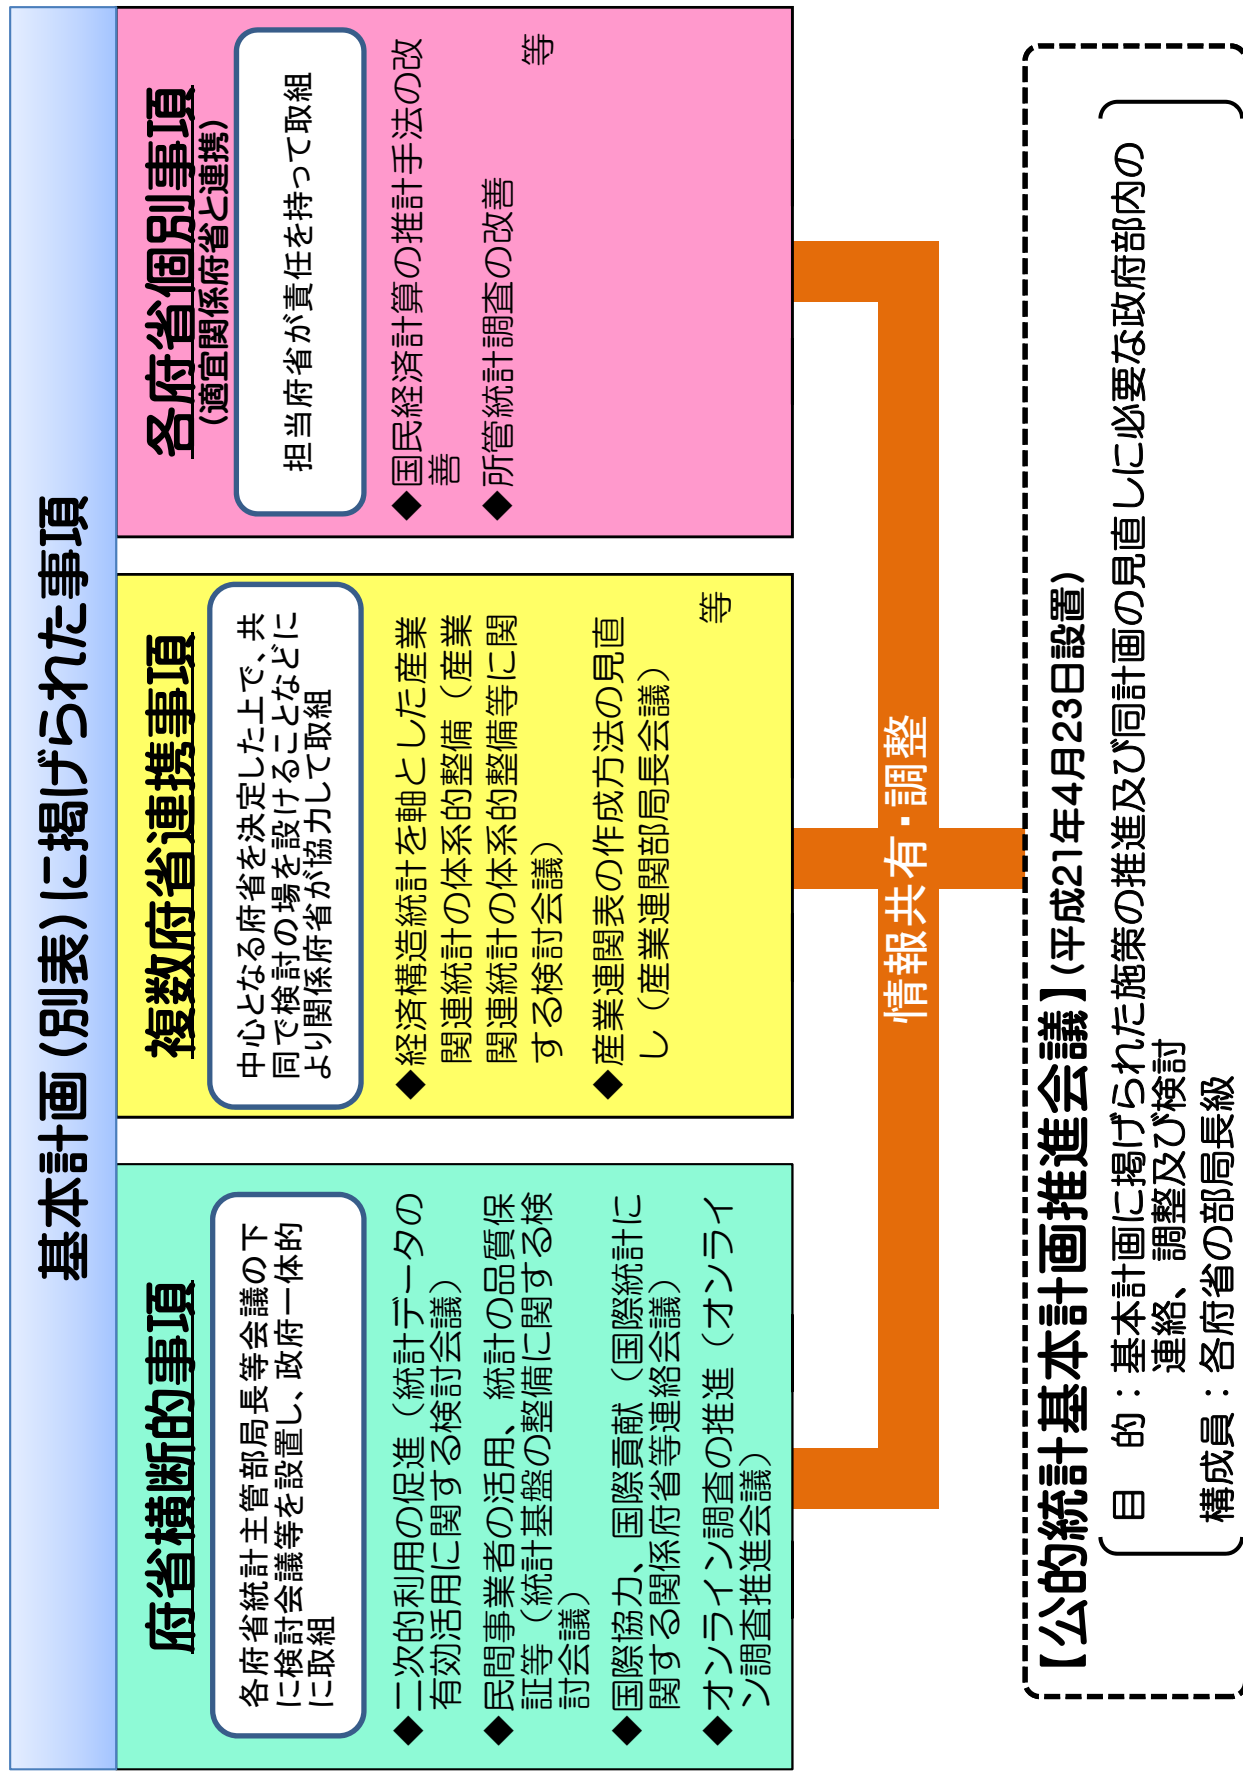 基本計画(別表)に掲げられた事項
府省横断的事項
各府省統計主管部局長等会議の下
に検討会議等を設置し、政府一体的
に取組
◆二次的利用の促進（統計データの
有効活用に関する検討会議）
◆民間事業者の活用、統計の品質保
証等（統計基盤の整備に関する検
討会議）
◆国際協力、国際貢献（国際統計に
関する関係府省等連絡会議）
◆オンライン調査の推進（オンライ
ン調査推進会議）
複数府省連携事項
中心となる府省を決定した上で、共
同で検討の場を設けることなどに
より関係府省が協力して取組
◆経済構造統計を軸とした産業
関連統計の体系的整備（産業
関連統計の体系的整備等に関
する検討会議）
◆産業連関表の作成方法の見直
し（産業連関部局長会議）
等
各府省個別事項
(適宜関係府省と連携)
担当府省が責任を持って取組
◆国民経済計算の推計手法の改
善
◆所管統計調査の改善
等
情報共有・調整
【公的統計基本計画推進会議】(平成21年4月23日設置)
目　的：基本計画に掲げられた施策の推進及び同計画の見直しに必要な政府部内の
連絡、調整及び検討
構成員：各府省の部局長級